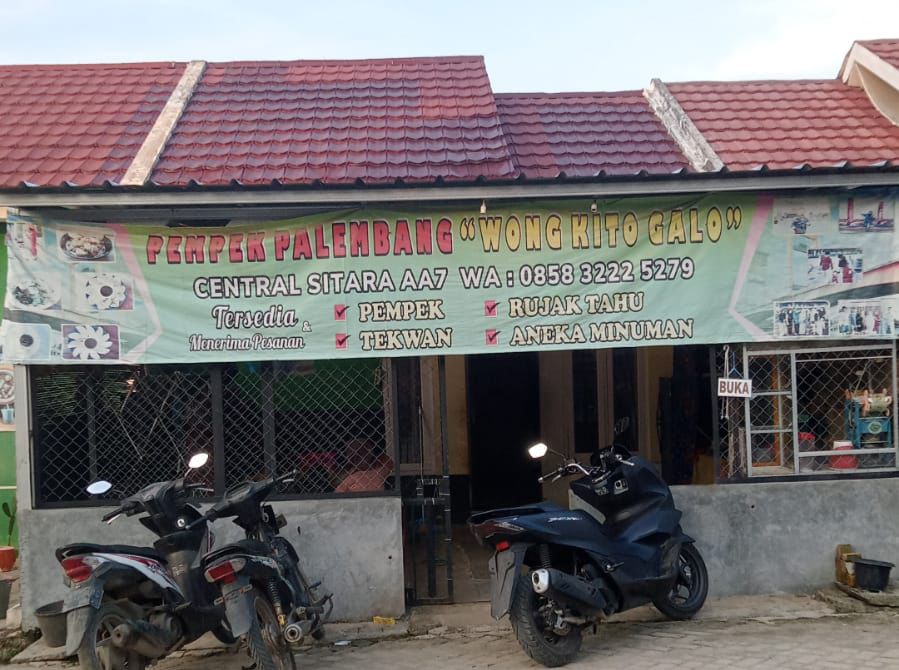 PEMPEK PALEMBANG "WONG KITO GALO"
CENTRAL SITARA AA7 WA : 0858 3222 5279
Tersedia & Menerima Pesanan
PEMPEK
RUJAK TAHU
TEKWAN
ANEKA MINUMAN
BUKA